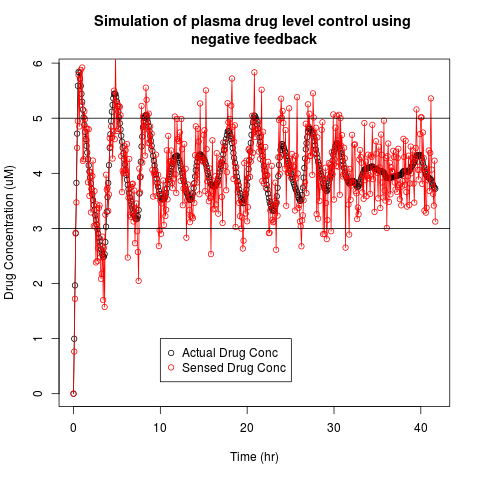 Simulation of plasma drug level control using
negative feedback
Drug Concentration (uM)
6
5
4
3
2
1
0
Actual Drug Conc
Sensed Drug Conc
0 10 20 30 40
Time (hr)